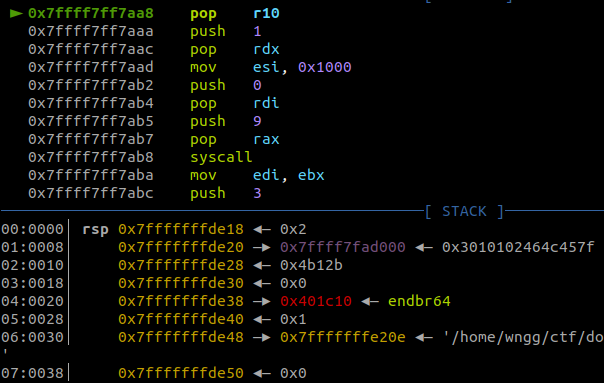 ► 0x7ffff7ff7aa8 pop r10
0x7ffff7ff7aaa push 1
0x7ffff7ff7aac pop rdx
0x7ffff7ff7aad mov esi, 0x1000
0x7ffff7ff7ab2 push 0
0x7ffff7ff7ab4 pop rdi
0x7ffff7ff7ab5 push 9
0x7ffff7ff7ab7 pop rax
0x7ffff7ff7ab8 syscall
0x7ffff7ff7aba mov edi, ebx
0x7ffff7ff7abc push 3
[ STACK ]
00:0000│ rsp 0x7fffffffde18 ◄— 0x2
01:0008│ 0x7fffffffde20 —► 0x7ffff7fad000 ◄— 0x3010102464c457f
02:0010│ 0x7fffffffde28 ◄— 0x4b12b
03:0018│ 0x7fffffffde30 ◄— 0x0
04:0020│ 0x7fffffffde38 —► 0x401c10 ◄— endbr64
05:0028│ 0x7fffffffde40 ◄— 0x1
06:0030│ 0x7fffffffde48 —► 0x7fffffffe20e ◄— '/home/wngg/ctf/do
'
07:0038│ 0x7fffffffde50 ◄— 0x0